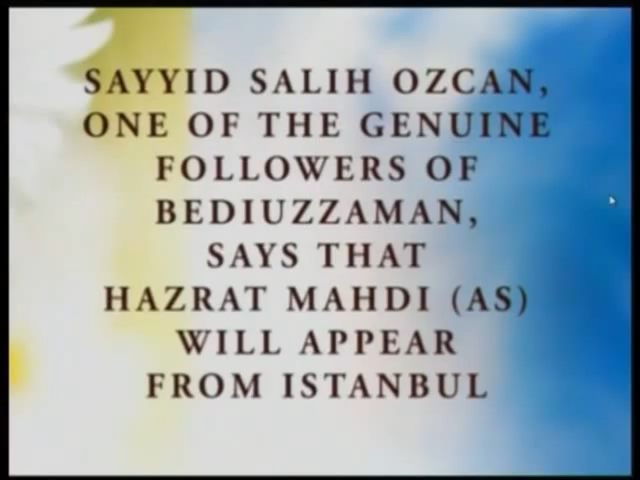 SAYYID SALIH OZCAN,
ONE OF THE GENUINE
FOLLOWERS OF
BEDIUZZAMAN,
SAYS THAT
HAZRAT MAHDI (AS)
WILL APPEAR
FROM ISTANBUL